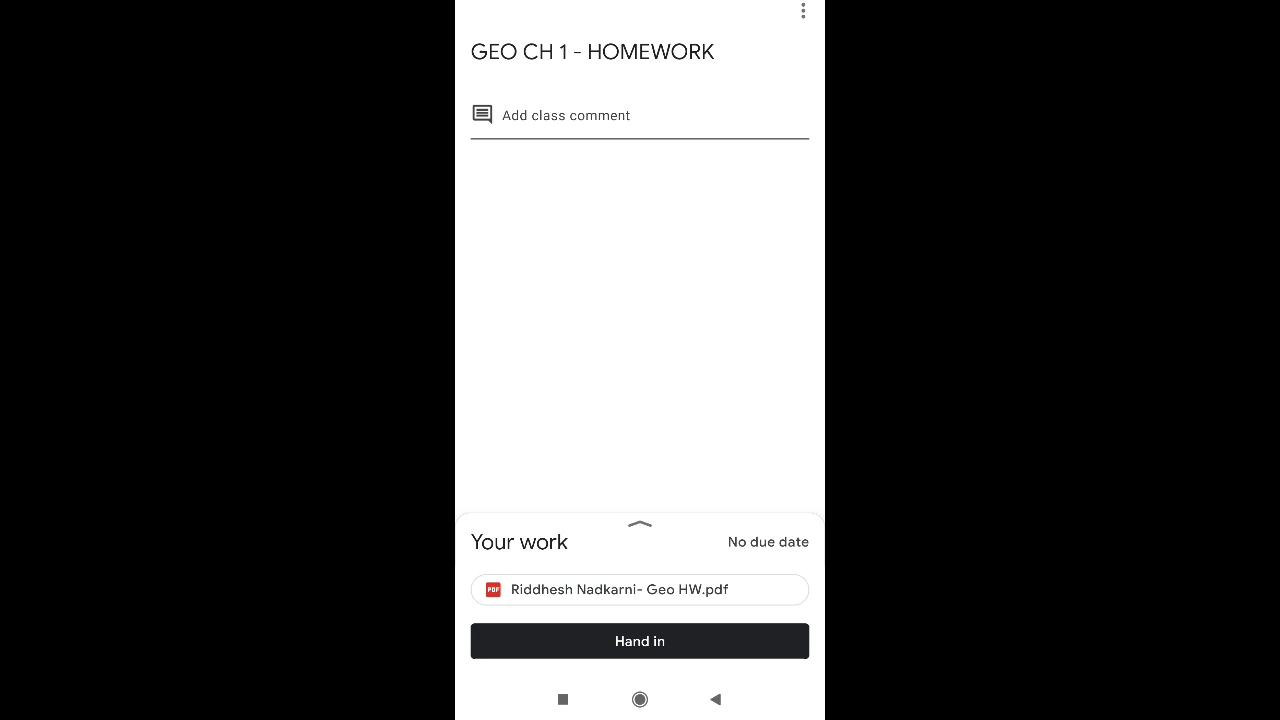 GEO CH 1 - HOMEWORK
Add class comment
Your work
No due date
PDF
Riddhesh Nadkarni- Geo HW.pdf
Hand in